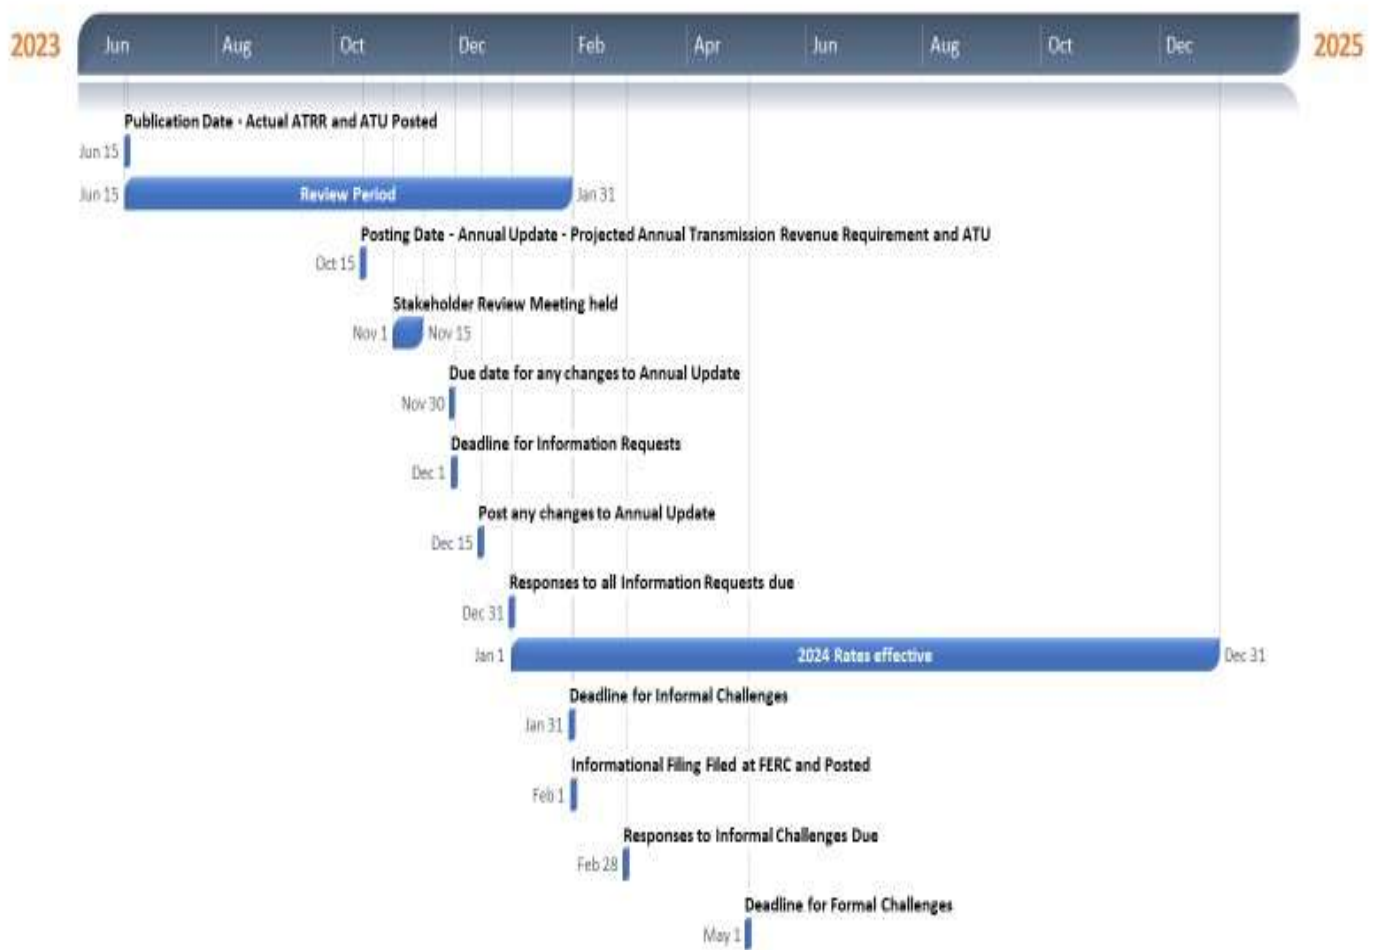 2023 Jun Aug Oct Dec Feb Apr Jun Aug Oct Dec 2025
Publication Date - Actual ATRR and ATU Posted
Jun 15
Jun 15 Review Period Jan 31
Posting Date - Annual Update - Projected Annual Transmission Revenue Requirement and ATU
Oct 15
Stakeholder Review Meeting held
Nov 1 Nov 15
Due date for any changes to Annual Update
Nov 30
Deadline for Information Requests
Dec 1
Post any changes to Annual Update
Dec 15
Responses to all Information Requests due
Dec 31
Jan 1 2024 Rates effective Dec 31
Deadline for Informal Challenges
Jan 31
Informational Filing Filed at FERC and Posted
Feb 1
Responses to Informal Challenges Due
Feb 28
Deadline for Formal Challenges
May 1